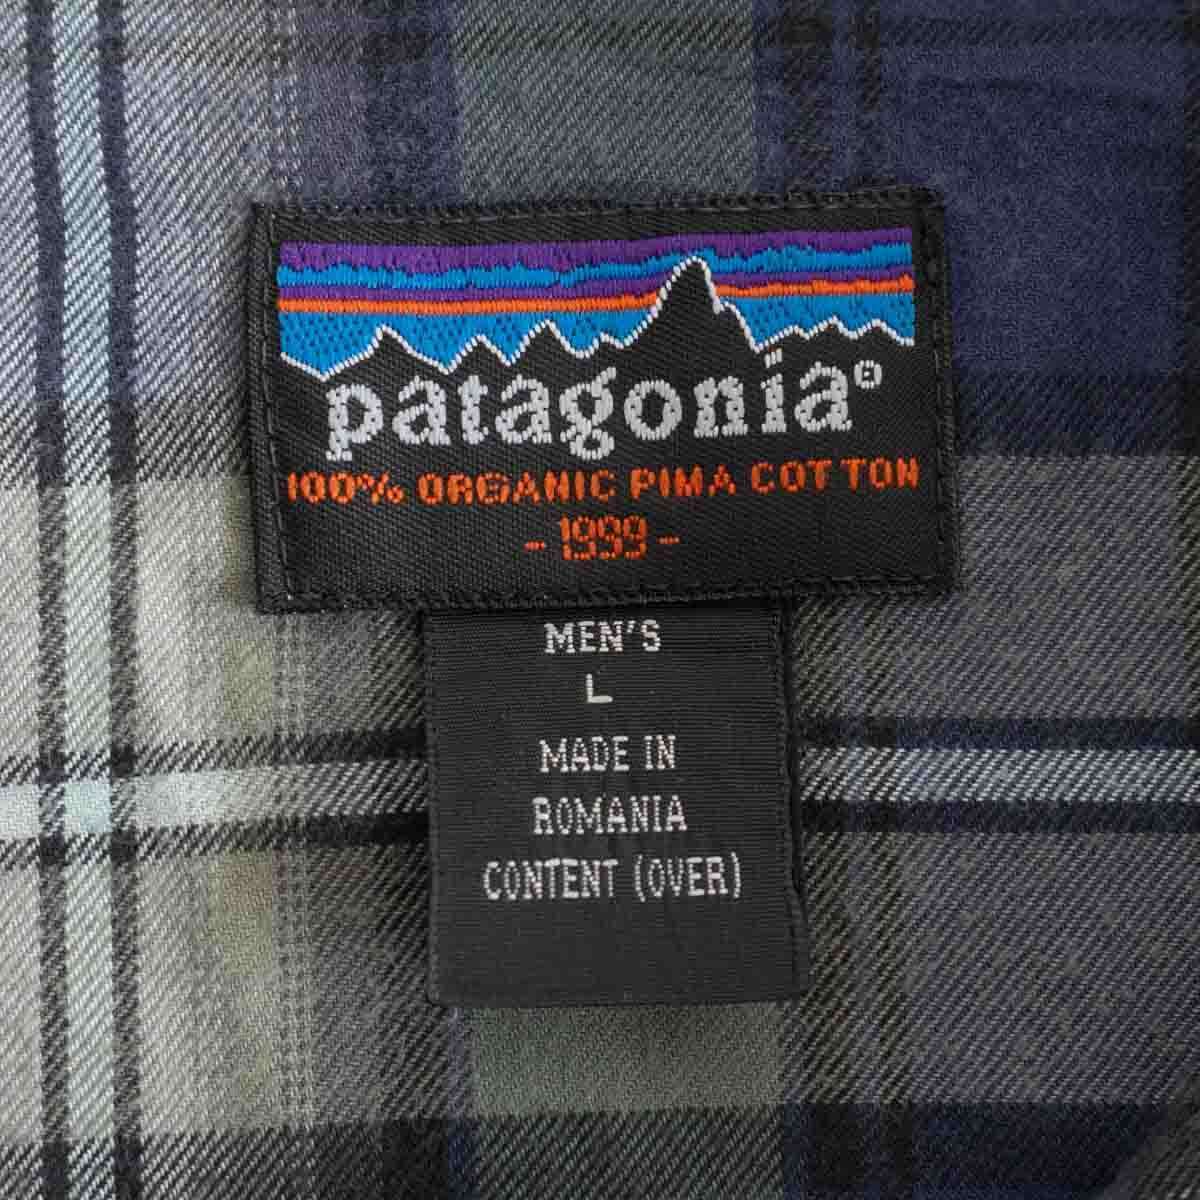 patagonia®
100% ORGANIC PIMA COTTON
- 1999 -
MEN'S
L
MADE IN
ROMANIA
CONTENT (OVER)